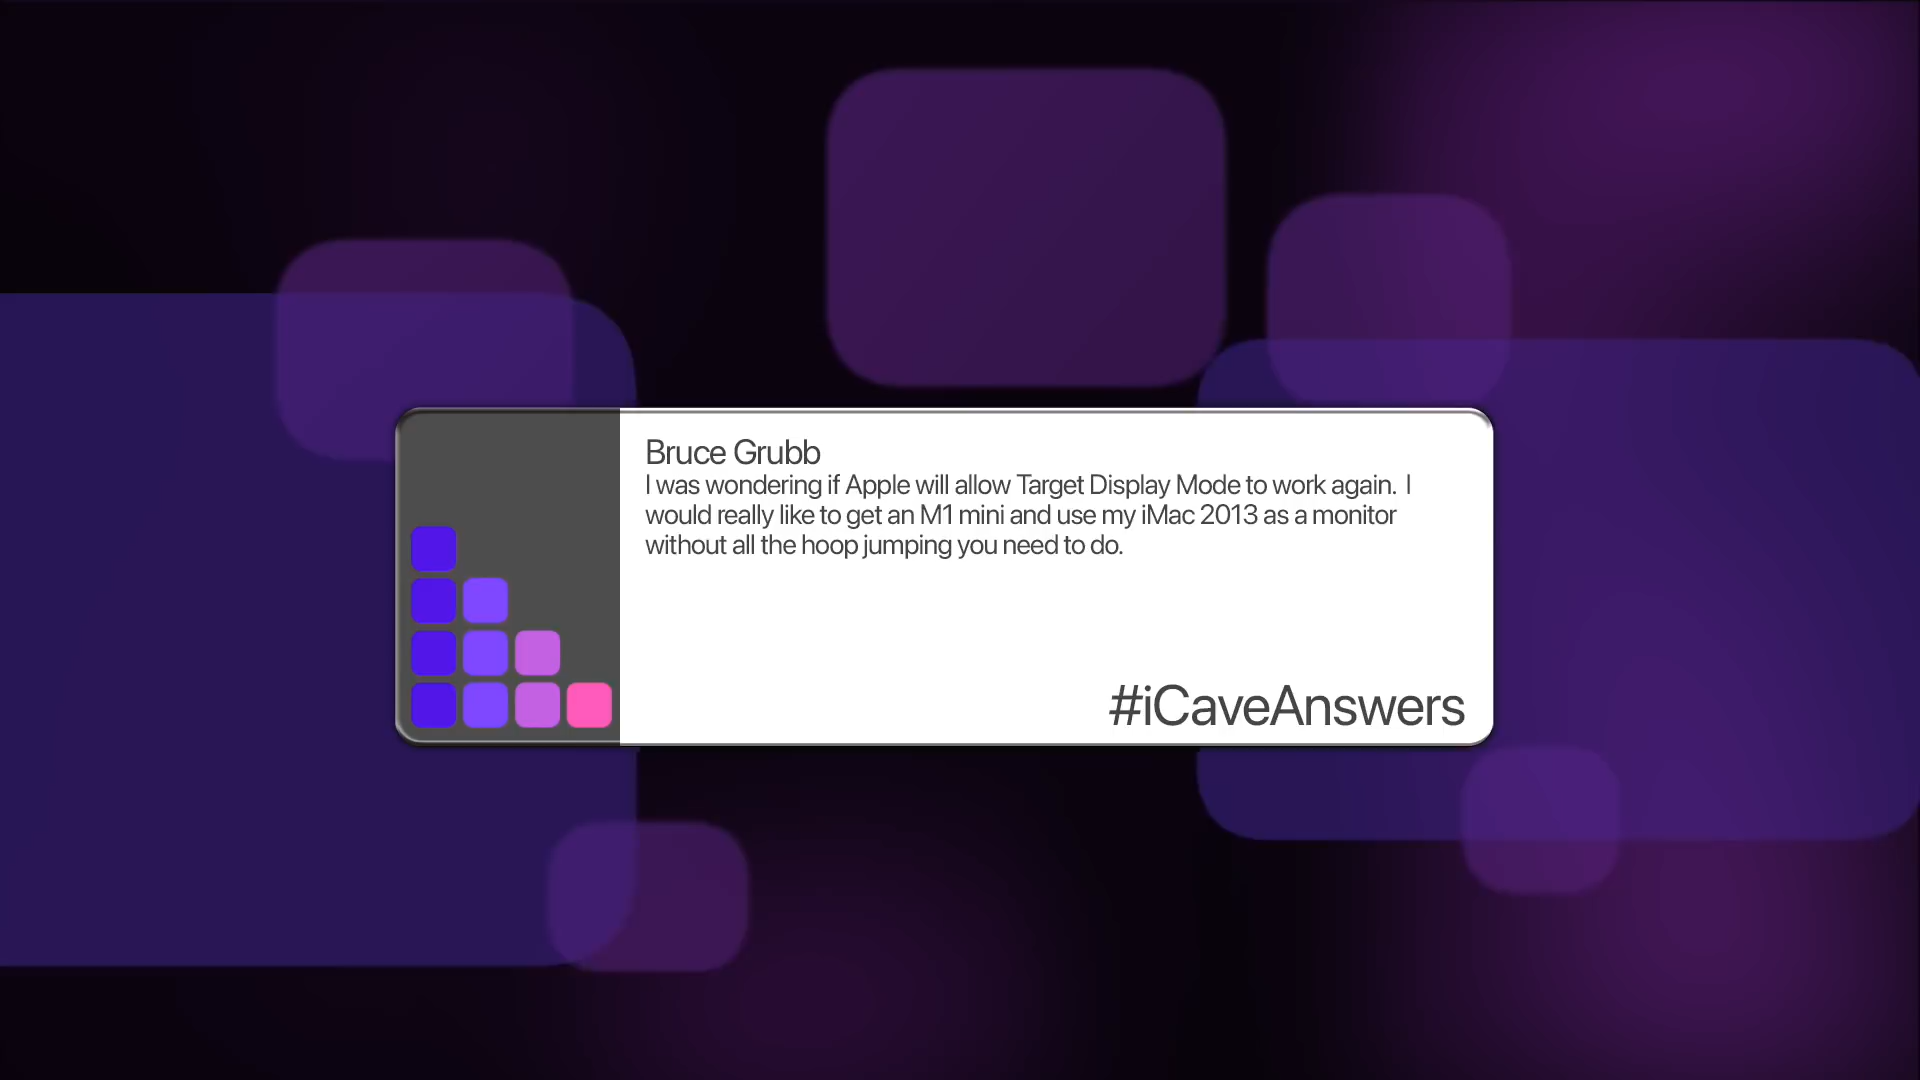 Bruce Grubb
I was wondering if Apple will allow Target Display Mode to work again.  I
would really like to get an M1 mini and use my iMac 2013 as a monitor
without all the hoop jumping you need to do.
#iCaveAnswers